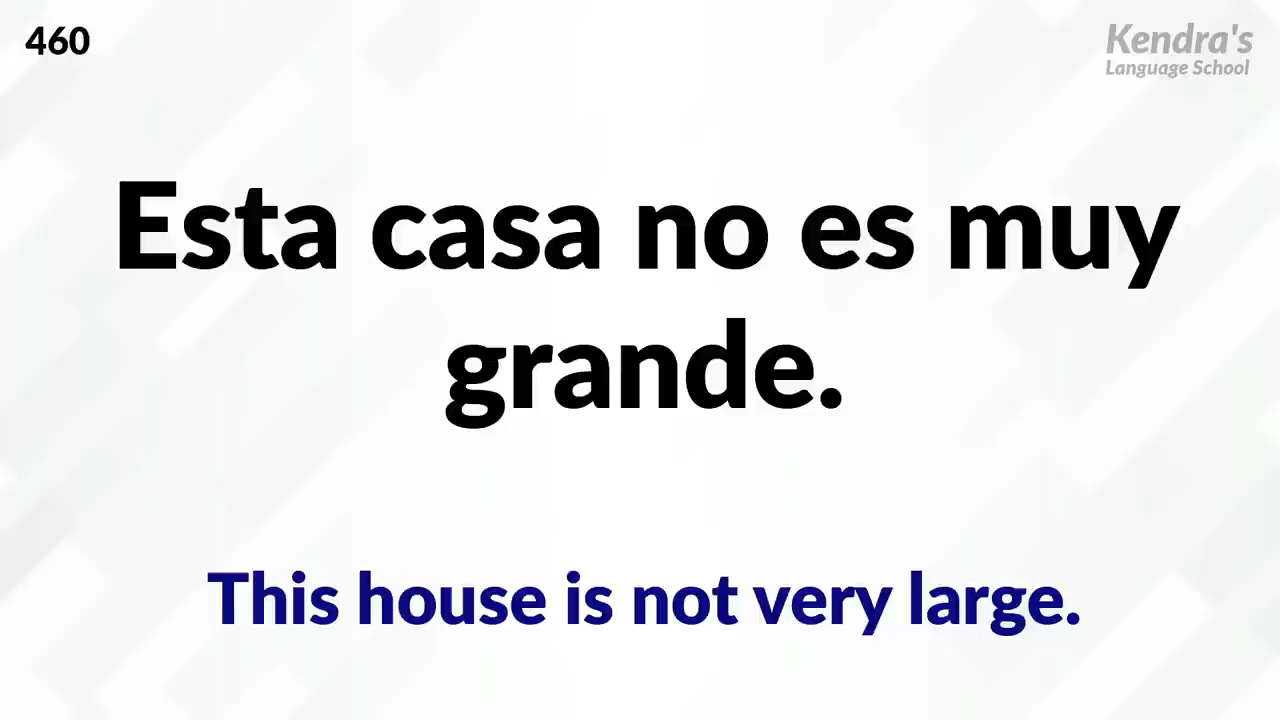 460
Kendra's
Language School
Esta casa no es muy
grande.
This house is not very large.